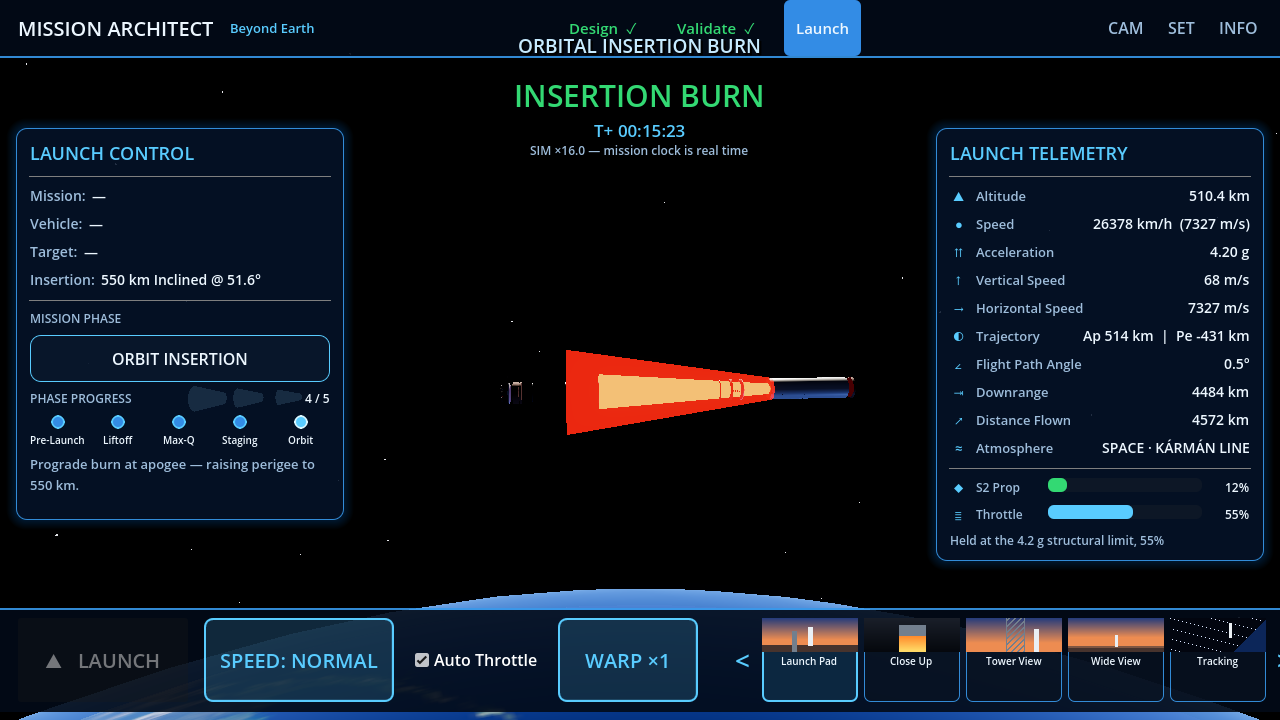 MISSION ARCHITECT
Beyond Earth
Design ✓
Validate ✓
Launch
CAM
SET
INFO
ORBITAL INSERTION BURN
INSERTION BURN
T+ 00:15:23
SIM ×16.0 — mission clock is real time
LAUNCH CONTROL
Mission: —
Vehicle: —
Target: —
Insertion: 550 km Inclined @ 51.6°
MISSION PHASE
ORBIT INSERTION
PHASE PROGRESS 4 / 5
Pre-Launch Liftoff Max-Q Staging Orbit
Prograde burn at apogee — raising perigee to
550 km.
LAUNCH TELEMETRY
Altitude 510.4 km
Speed 26378 km/h (7327 m/s)
Acceleration 4.20 g
Vertical Speed 68 m/s
Horizontal Speed 7327 m/s
Trajectory Ap 514 km | Pe -431 km
Flight Path Angle 0.5°
Downrange 4484 km
Distance Flown 4572 km
Atmosphere SPACE · KÁRMÁN LINE
S2 Prop 12%
Throttle 55%
Held at the 4.2 g structural limit, 55%
▲ LAUNCH
SPEED: NORMAL
Auto Throttle
WARP ×1
<
Launch Pad
Close Up
Tower View
Wide View
Tracking